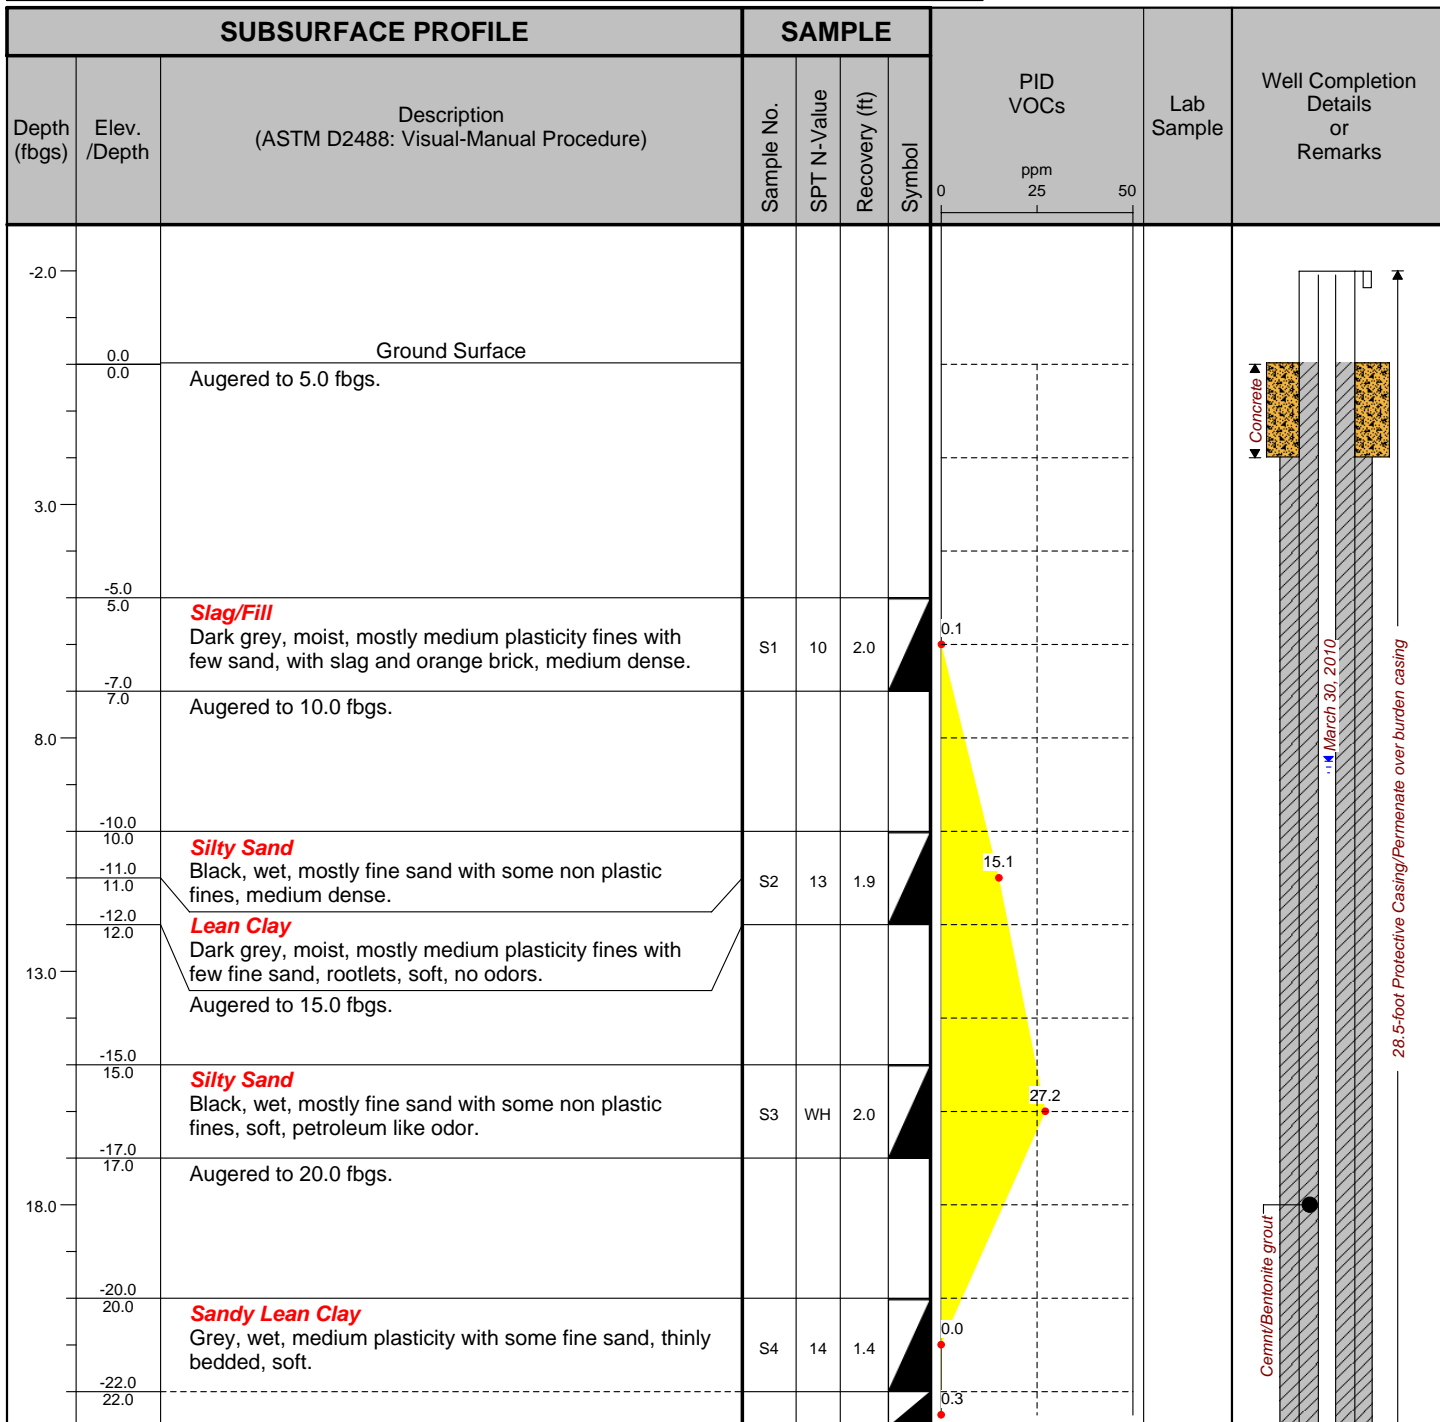 SUBSURFACE PROFILE
SAMPLE
Depth
(fbgs)
Elev.
/Depth
Description
(ASTM D2488: Visual-Manual Procedure)
Sample No.
SPT N-Value
Recovery (ft)
Symbol
PID
VOCs
ppm
0 25 50
Lab
Sample
Well Completion
Details
or
Remarks
-2.0
Ground Surface
0.0
0.0
Augered to 5.0 fbgs.
Concrete
3.0
-5.0
5.0
Slag/Fill
Dark grey, moist, mostly medium plasticity fines with
few sand, with slag and orange brick, medium dense.
S1 10 2.0
0.1
-7.0
7.0
Augered to 10.0 fbgs.
8.0
March 30, 2010
28.5-foot Protective Casing/Permenate over burden casing
-10.0
10.0
Silty Sand
Black, wet, mostly fine sand with some non plastic
fines, medium dense.
S2 13 1.9
15.1
-11.0
11.0
-12.0
12.0
Lean Clay
Dark grey, moist, mostly medium plasticity fines with
few fine sand, rootlets, soft, no odors.
13.0
Augered to 15.0 fbgs.
-15.0
15.0
Silty Sand
Black, wet, mostly fine sand with some non plastic
fines, soft, petroleum like odor.
S3 WH 2.0
27.2
-17.0
17.0
Augered to 20.0 fbgs.
18.0
Cemnt/Bentonite grout
-20.0
20.0
Sandy Lean Clay
Grey, wet, medium plasticity with some fine sand, thinly
bedded, soft.
S4 14 1.4
0.0
-22.0
22.0
0.3